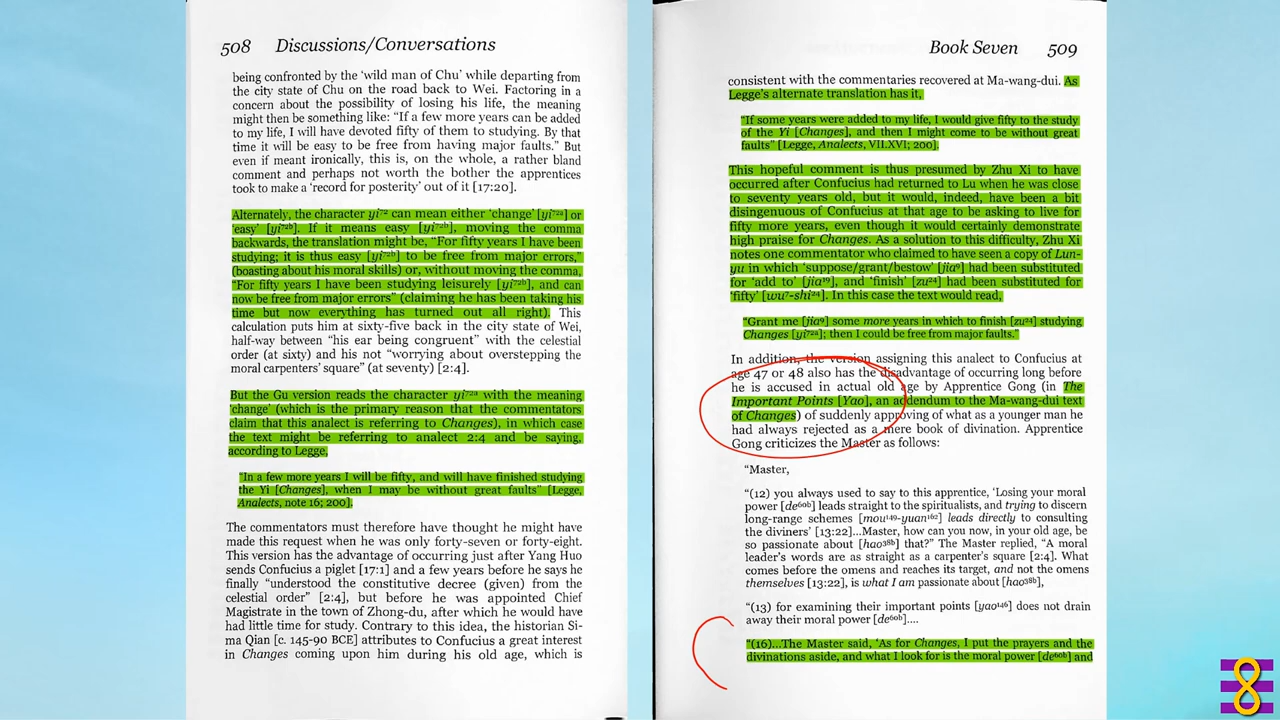 508 Discussions/Conversations
being confronted by the 'wild man of Chu' while departing from
the city state of Chu on the road back to Wei. Factoring in a
concern about the possibility of losing his life, the meaning
might then be something like: "If a few more years can be added
to my life, I will have devoted fifty of them to studying. By that
time it will be easy to be free from having major faults." But
even if meant ironically, this is, on the whole, a rather bland
comment and perhaps not worth the bother the apprentices
took to make a 'record for posterity' out of it [17:20].
Alternately, the character yi⁷² can mean either 'change' [yi⁷²ᵃ] or
'easy' [yi⁷²ᵇ]. If it means easy [yi⁷²ᵇ], moving the comma
backwards, the translation might be, "For fifty years I have been
studying; it is thus easy [yi⁷²ᵇ] to be free from major errors,"
(boasting about his moral skills) or, without moving the comma,
"For fifty years I have been studying leisurely [yi⁷²ᵇ], and can
now be free from major errors" (claiming he has been taking his
time but now everything has turned out all right). This
calculation puts him at sixty-five back in the city state of Wei,
half-way between "his ear being congruent" with the celestial
order (at sixty) and his not "worrying about overstepping the
moral carpenters' square" (at seventy) [2:4].
But the Gu version reads the character yi⁷²ᵃ with the meaning
'change' (which is the primary reason that the commentators
claim that this analect is referring to Changes), in which case
the text might be referring to analect 2:4 and be saying,
according to Legge,
"In a few more years I will be fifty, and will have finished studying
the Yi [Changes], when I may be without great faults" [Legge,
Analects, note 16; 200].
The commentators must therefore have thought he might have
made this request when he was only forty-seven or forty-eight.
This version has the advantage of occurring just after Yang Huo
sends Confucius a piglet [17:1] and a few years before he says he
finally "understood the constitutive decree (given) from the
celestial order" [2:4], but before he was appointed Chief
Magistrate in the town of Zhong-du, after which he would have
had little time for study. Contrary to this idea, the historian Si-
ma Qian [c. 145-90 BCE] attributes to Confucius a great interest
in Changes coming upon him during his old age, which is
Book Seven 509
consistent with the commentaries recovered at Ma-wang-dui. As
Legge's alternate translation has it,
"If some years were added to my life, I would give fifty to the study
of the Yi [Changes], and then I might come to be without great
faults" [Legge, Analects, VII.XVI; 200].
This hopeful comment is thus presumed by Zhu Xi to have
occurred after Confucius had returned to Lu when he was close
to seventy years old, but it would, indeed, have been a bit
disingenuous of Confucius at that age to be asking to live for
fifty more years, even though it would certainly demonstrate
high praise for Changes. As a solution to this difficulty, Zhu Xi
notes one commentator who claimed to have seen a copy of Lun-
yu in which 'suppose/grant/bestow' [jia⁹] had been substituted
for 'add to' [jia¹⁹], and 'finish' [zu²⁴] had been substituted for
'fifty' [wu⁷-shi²⁴]. In this case the text would read,
"Grant me [jia⁹] some more years in which to finish [zu²⁴] studying
Changes [yi⁷²ᵃ]; then I could be free from major faults."
In addition, the version assigning this analect to Confucius at
age 47 or 48 also has the disadvantage of occurring long before
he is accused in actual old age by Apprentice Gong (in The
Important Points [Yao], an addendum to the Ma-wang-dui text
of Changes) of suddenly approving of what as a younger man he
had always rejected as a mere book of divination. Apprentice
Gong criticizes the Master as follows:
"Master,
"(12) you always used to say to this apprentice, 'Losing your moral
power [de⁶⁰ᵇ] leads straight to the spiritualists, and trying to discern
long-range schemes [mou¹⁴⁹-yuan¹⁶²] leads directly to consulting
the diviners' [13:22]...Master, how can you now, in your old age, be
so passionate about [hao³⁸ᵇ] that?" The Master replied, "A moral
leader's words are as straight as a carpenter's square [2:4]. What
comes before the omens and reaches its target, and not the omens
themselves [13:22], is what I am passionate about [hao³⁸ᵇ],
"(13) for examining their important points [yao¹⁴⁶] does not drain
away their moral power [de⁶⁰ᵇ]....
"(16)...The Master said, 'As for Changes, I put the prayers and the
divinations aside, and what I look for is the moral power [de⁶⁰ᵇ] and